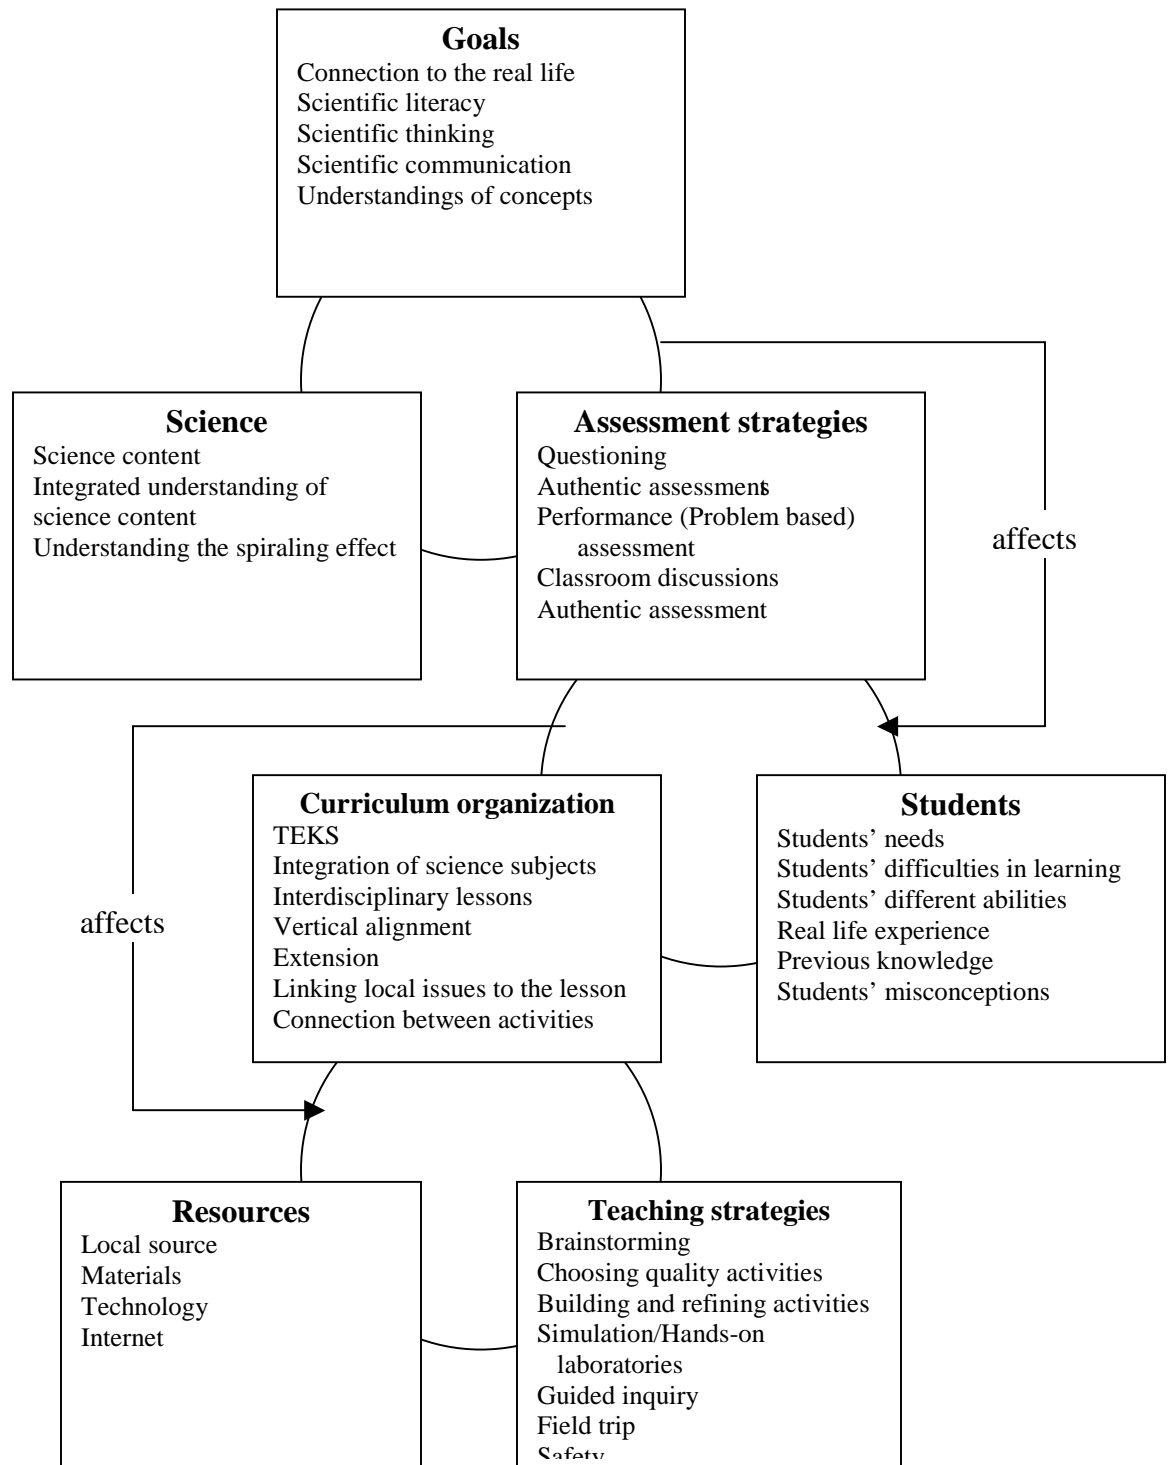 Goals
Connection to the real life
Scientific literacy
Scientific thinking
Scientific communication
Understandings of concepts
Science
Science content
Integrated understanding of
science content
Understanding the spiraling effect
Assessment strategies
Questioning
Authentic assessments
Performance (Problem based)
assessment
Classroom discussions
Authentic assessment
affects
affects
Curriculum organization
TEKS
Integration of science subjects
Interdisciplinary lessons
Vertical alignment
Extension
Linking local issues to the lesson
Connection between activities
Students
Students’ needs
Students’ difficulties in learning
Students’ different abilities
Real life experience
Previous knowledge
Students’ misconceptions
Resources
Local source
Materials
Technology
Internet
Teaching strategies
Brainstorming
Choosing quality activities
Building and refining activities
Simulation/Hands-on
laboratories
Guided inquiry
Field trip
Safety